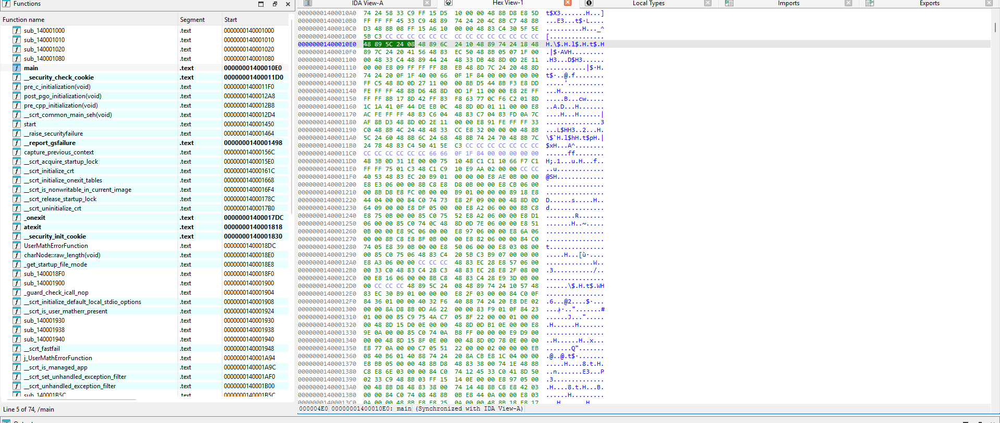 Functions
IDA View-A
Hex View-1
Local Types
Imports
Exports
Function name Segment Start
sub_140001000 .text 0000000140001000
sub_140001010 .text 0000000140001010
sub_140001020 .text 0000000140001020
sub_140001080 .text 0000000140001080
main .text 00000001400010E0
__security_check_cookie .text 00000001400011D0
pre_c_initialization(void) .text 00000001400011F0
post_pgo_initialization(void) .text 00000001400012A8
pre_cpp_initialization(void) .text 00000001400012B8
__scrt_common_main_seh(void) .text 00000001400012D4
start .text 0000000140001450
__raise_securityfailure .text 0000000140001464
__report_gsfailure .text 0000000140001498
capture_previous_context .text 000000014000156C
__scrt_acquire_startup_lock .text 00000001400015E0
__scrt_initialize_crt .text 000000014000161C
__scrt_initialize_onexit_tables .text 0000000140001668
__scrt_is_nonwritable_in_current_image .text 00000001400016F4
__scrt_release_startup_lock .text 000000014000178C
__scrt_uninitialize_crt .text 00000001400017B0
_onexit .text 00000001400017DC
atexit .text 0000000140001818
__security_init_cookie .text 0000000140001830
UserMathErrorFunction .text 00000001400018DC
charNode::raw_length(void) .text 00000001400018E0
_get_startup_file_mode .text 00000001400018E8
sub_1400018F0 .text 00000001400018F0
sub_140001900 .text 0000000140001900
_guard_check_icall_nop .text 0000000140001904
__scrt_initialize_default_local_stdio_options .text 0000000140001908
__scrt_is_user_matherr_present .text 0000000140001924
sub_140001930 .text 0000000140001930
sub_140001938 .text 0000000140001938
sub_140001940 .text 0000000140001940
__scrt_fastfail .text 0000000140001948
j_UserMathErrorFunction .text 0000000140001A94
__scrt_is_managed_app .text 0000000140001A9C
__scrt_set_unhandled_exception_filter .text 0000000140001AF0
__scrt_unhandled_exception_filter .text 0000000140001B00
sub_140001B5C .text 0000000140001B5C
Line 5 of 74, /main
00000001400010A0 74 24 58 33 C9 FF 15 D5 10 00 00 48 8B D8 E8 5D t$X3.......H...]
00000001400010B0 FF FF FF 45 33 C9 48 89 74 24 20 4C 8B C7 48 8B
00000001400010C0 D3 48 8B 08 FF 15 A6 10 00 00 48 83 C4 30 5F 5E
00000001400010D0 5B C3 CC CC CC CC CC CC CC CC CC CC CC CC CC CC [...............
00000001400010E0 48 89 5C 24 08 48 89 6C 24 10 48 89 74 24 18 48 H.\$.H.l$.H.t$.H
00000001400010F0 89 7C 24 20 41 56 48 83 EC 50 48 8B 05 07 1F 00
0000000140001100 00 48 33 C4 48 89 44 24 48 33 DB 48 8D 0D 2E 11
0000000140001110 00 00 E8 09 FF FF FF 8B EB 48 8D 7C 24 20 48 8D
0000000140001120 74 24 20 0F 1F 40 00 66 0F 1F 84 00 00 00 00 00
0000000140001130 FF C5 48 8D 0D 27 11 00 00 8B D5 44 8B F3 E8 DD
0000000140001140 FE FF FF 48 8B D6 48 8D 0D 1F 11 00 00 E8 2E FF
0000000140001150 FF FF 8B 17 8D 42 FF 83 F8 63 77 0C F6 C2 01 8D
0000000140001160 1C 1A 41 0F 44 DE EB 0C 48 8D 0D 01 11 00 00 E8
0000000140001170 AC FE FF FF 48 83 C6 04 48 83 C7 04 83 FD 0A 7C
0000000140001180 AF 8B D3 48 8D 0D 2E 11 00 00 E8 91 FE FF FF 33
0000000140001190 C0 48 8B 4C 24 48 48 33 CC E8 32 00 00 00 48 8B
00000001400011A0 5C 24 60 48 8B 6C 24 68 48 8B 74 24 70 48 8B 7C \$`H.l$hH.t$pH.|
00000001400011B0 24 78 48 83 C4 50 41 5E C3 CC CC CC CC CC CC CC
00000001400011C0 CC CC CC CC CC CC 66 66 0F 1F 84 00 00 00 00 00 ......ff........
00000001400011D0 48 3B 0D 31 1E 00 00 75 10 48 C1 C1 10 66 F7 C1 H;.1...u.H...f..
00000001400011E0 FF FF 75 01 C3 48 C1 C9 10 E9 AA 02 00 00 CC CC ..u.............
00000001400011F0 40 53 48 83 EC 20 B9 01 00 00 00 E8 AE 0B 00 00
0000000140001200 E8 E3 06 00 00 8B C8 E8 D8 0B 00 00 E8 CB 06 00 ................
0000000140001210 00 8B D8 E8 FC 0B 00 00 B9 01 00 00 00 89 18 E8 ................
0000000140001220 44 04 00 00 84 C0 74 73 E8 2F 09 00 00 48 8D 0D
0000000140001230 64 09 00 00 E8 DF 05 00 00 E8 A2 06 00 00 8B C8 d...............
0000000140001240 E8 75 0B 00 00 85 C0 75 52 E8 A2 06 00 00 E8 D1
0000000140001250 06 00 00 85 C0 74 0C 48 8D 0D 7E 06 00 00 E8 51
0000000140001260 0B 00 00 E8 9C 06 00 00 E8 97 06 00 00 E8 6A 06
0000000140001270 00 00 8B C8 E8 8F 0B 00 00 E8 82 06 00 00 84 C0 ................
0000000140001280 74 05 E8 39 0B 00 00 E8 50 06 00 00 E8 03 08 00
0000000140001290 00 85 C0 75 06 48 83 C4 20 5B C3 B9 07 00 00 00
00000001400012A0 E8 A3 06 00 00 CC CC CC 48 83 EC 28 E8 57 06 00
00000001400012B0 00 33 C0 48 83 C4 28 C3 48 83 EC 28 E8 2F 08 00
00000001400012C0 00 E8 16 06 00 00 8B C8 48 83 C4 28 E9 3D 0B 00
00000001400012D0 00 CC CC CC 48 89 5C 24 08 48 89 74 24 10 57 48 ......\$.H.t$.WH
00000001400012E0 83 EC 30 B9 01 00 00 00 E8 2F 03 00 00 84 C0 0F
00000001400012F0 84 36 01 00 00 40 32 F6 40 88 74 24 20 E8 DE 02
0000000140001300 00 00 8A D8 8B 0D A6 22 00 00 83 F9 01 0F 84 23
0000000140001310 01 00 00 85 C9 75 4A C7 05 8F 22 00 00 01 00 00
0000000140001320 00 48 8D 15 D0 0E 00 00 48 8D 0D B1 0E 00 00 E8 .H......H.......
0000000140001330 9E 0A 00 00 85 C0 74 0A B8 FF 00 00 00 E9 D9 00
0000000140001340 00 00 48 8D 15 8F 0E 00 00 48 8D 0D 78 0E 00 00 ..H......H..x...
0000000140001350 E8 77 0A 00 00 C7 05 51 22 00 00 02 00 00 00 EB
0000000140001360 08 40 B6 01 40 88 74 24 20 8A CB E8 1C 04 00 00
0000000140001370 E8 BB 05 00 00 48 8B D8 48 83 38 00 74 1E 48 8B
0000000140001380 C8 E8 6E 03 00 00 84 C0 74 12 45 33 C0 41 8D 50
0000000140001390 02 33 C9 48 8B 03 FF 15 14 0E 00 00 E8 97 05 00
00000001400013A0 00 48 8B D8 48 83 38 00 74 14 48 8B C8 E8 42 03
00000001400013B0 00 00 84 C0 74 08 48 8B 0B E8 44 0A 00 00 E8 03
00000001400013C0 0A 00 00 48 8B F8 E8 25 0A 00 00 48 8B 18 E8 17
000004E0 00000001400010E0: main (Synchronized with IDA View-A)